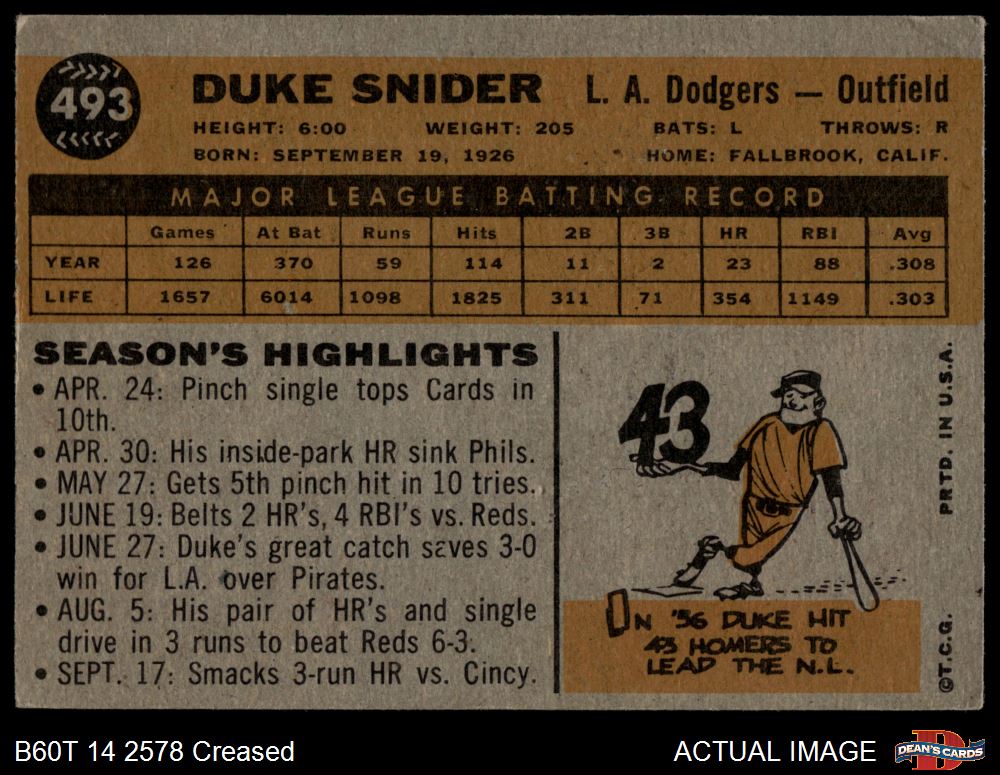 493
DUKE SNIDER L. A. Dodgers — Outfield
HEIGHT: 6:00 WEIGHT: 205 BATS: L THROWS: R
BORN: SEPTEMBER 19, 1926 HOME: FALLBROOK, CALIF.
MAJOR LEAGUE BATTING RECORD
Games At Bat Runs Hits 2B 3B HR RBI Avg
YEAR 126 370 59 114 11 2 23 88 .308
LIFE 1657 6014 1098 1825 311 71 354 1149 .303
SEASON'S HIGHLIGHTS
• APR. 24: Pinch single tops Cards in
10th.
• APR. 30: His inside-park HR sink Phils.
• MAY 27: Gets 5th pinch hit in 10 tries.
• JUNE 19: Belts 2 HR's, 4 RBI's vs. Reds.
• JUNE 27: Duke's great catch saves 3-0
win for L.A. over Pirates.
• AUG. 5: His pair of HR's and single
drive in 3 runs to beat Reds 6-3.
• SEPT. 17: Smacks 3-run HR vs. Cincy.
43
ON '56 DUKE HIT
43 HOMERS TO
LEAD THE N.L.
©T.C.G. PRTD. IN U.S.A.
B60T 14 2578 Creased ACTUAL IMAGE
D
DEAN'S CARDS